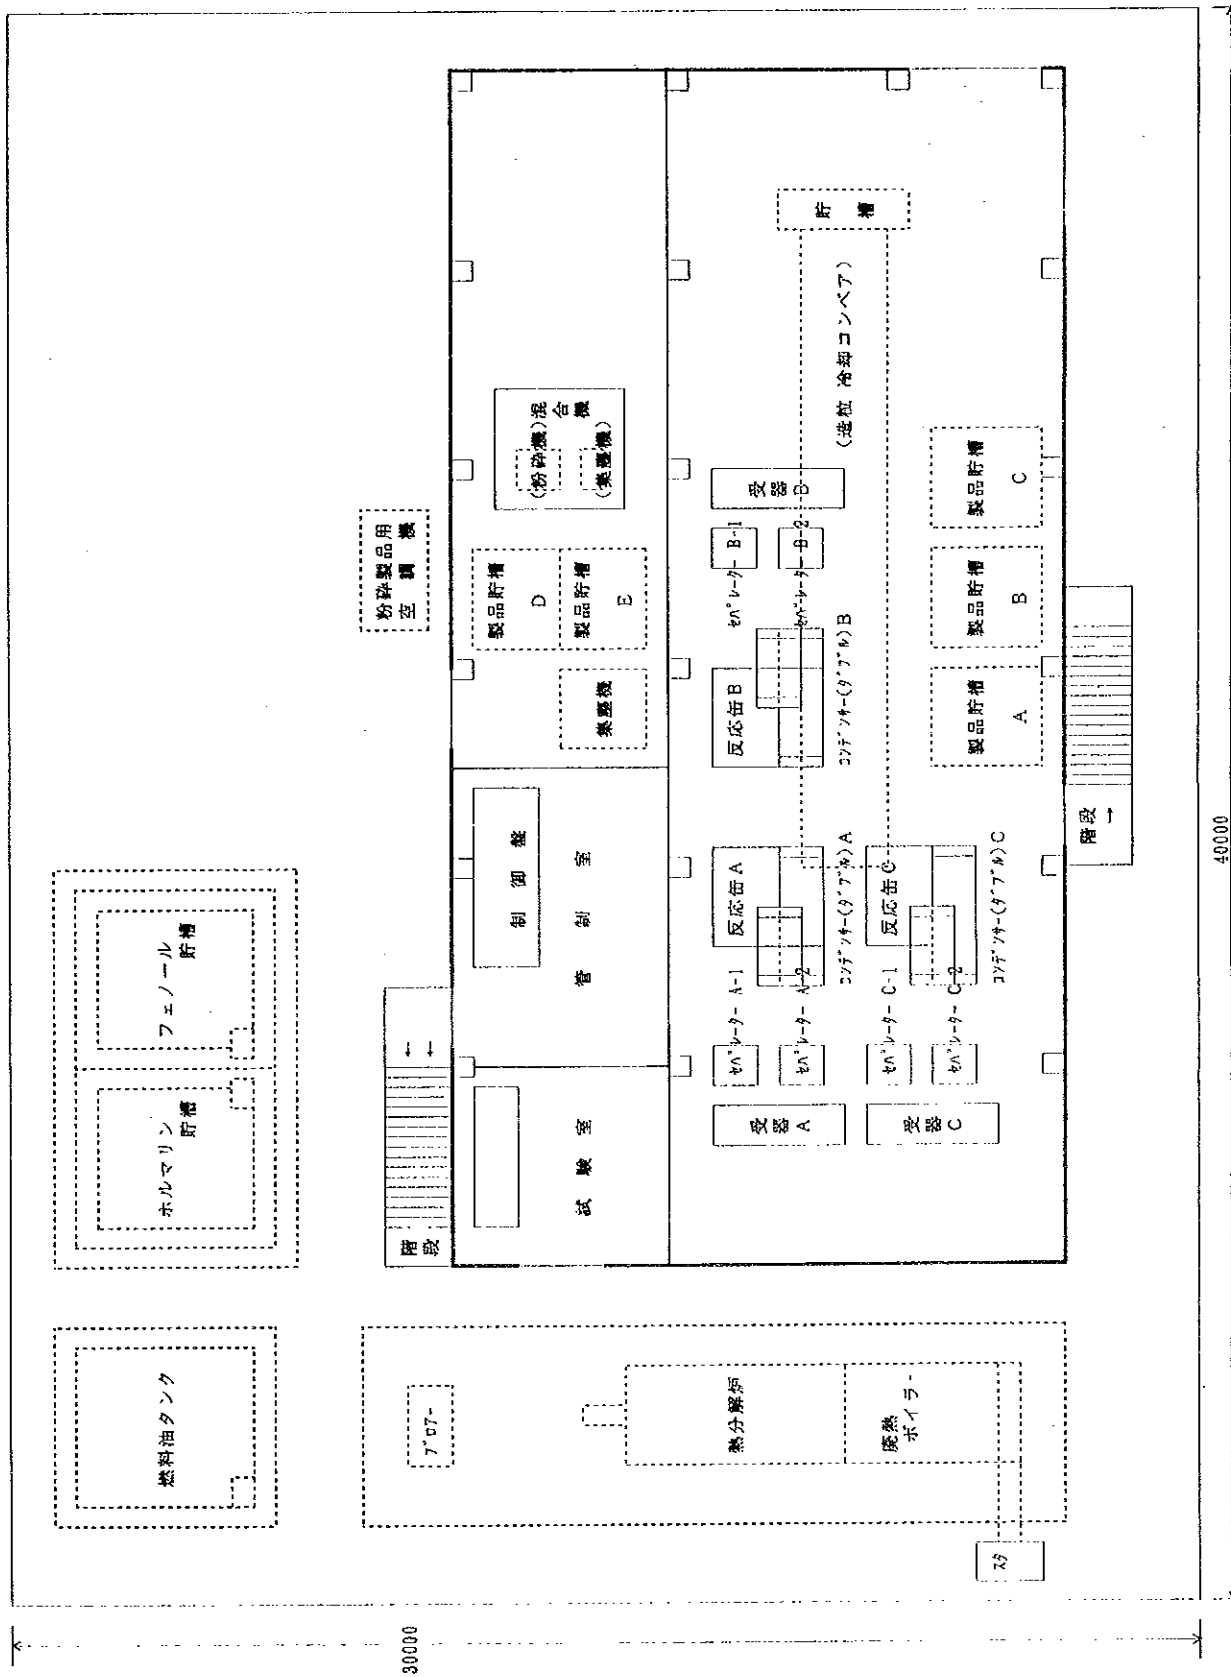 燃料油タンク
ホルマリン
貯槽
フェノール
貯槽
ブロアー
熱分解炉
廃熱
ボイラー
スタ
階段
← ←
試験室
管制室
制御盤
粉砕製品用
空調機
集塵機
製品貯槽
D
製品貯槽
E
(粉砕機)
混合機
(集塵機)
受器A
受器C
セパレーター A-1
セパレーター A-2
セパレーター C-1
セパレーター C-2
反応缶A
コンデンサー(ダブル)A
反応缶C
コンデンサー(ダブル)C
反応缶B
コンデンサー(ダブル)B
セパレーター B-1
セパレーター B-2
受器B
(造粒 冷却コンベア)
貯槽
製品貯槽
A
製品貯槽
B
製品貯槽
C
階段
→
30000
40000